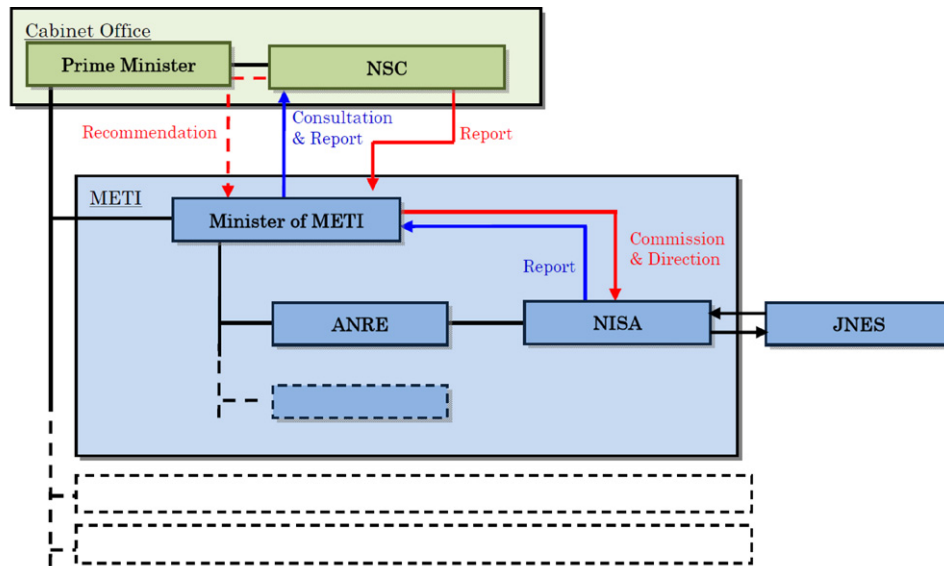 Cabinet Office
Prime Minister
NSC
Recommendation
Consultation
& Report
Report
METI
Minister of METI
Commission
& Direction
Report
ANRE
NISA
JNES